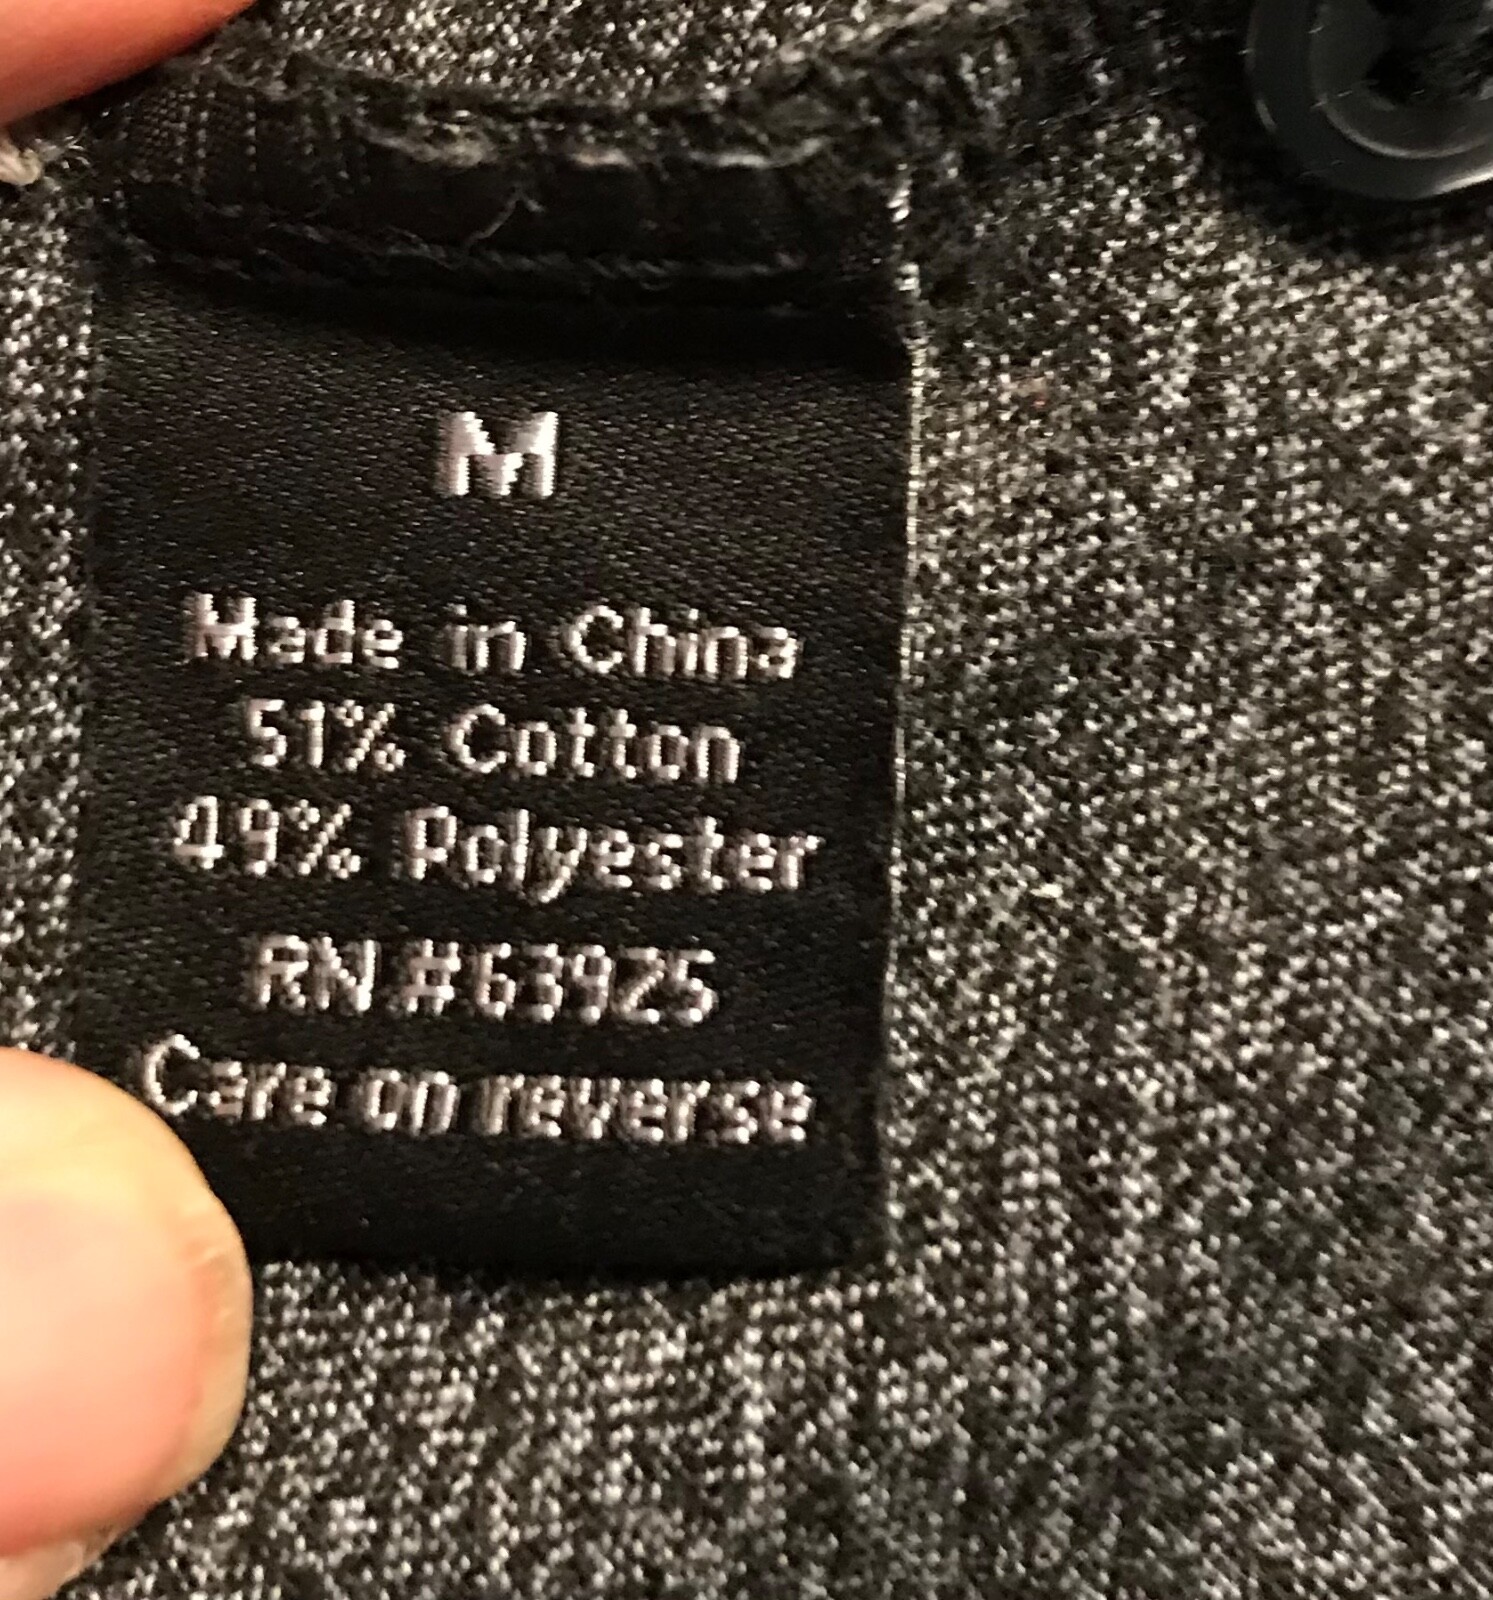 M
Made in China
51% Cotton
49% Polyester
RN #63925
Care on reverse